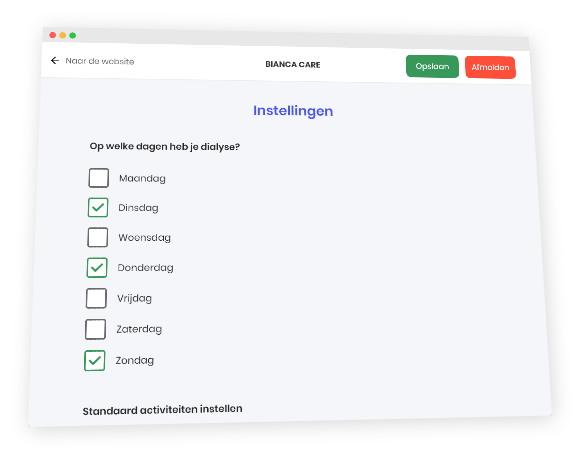 Naar de website
BIANCA CARE
Opslaan
Afmelden
Instellingen
Op welke dagen heb je dialyse?
Maandag
Dinsdag
Woensdag
Donderdag
Vrijdag
Zaterdag
Zondag
Standaard activiteiten instellen